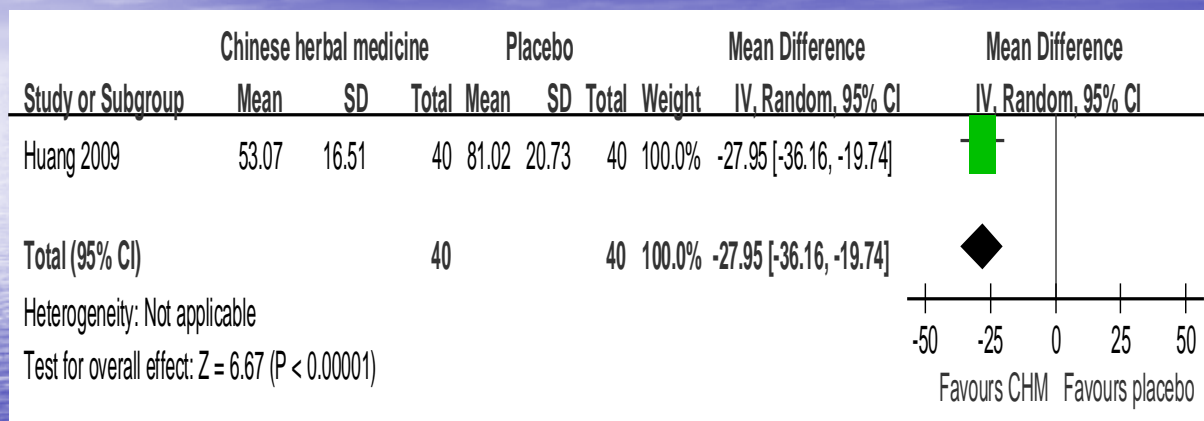 Chinese herbal medicine Placebo Mean Difference Mean Difference
Study or Subgroup Mean SD Total Mean SD Total Weight IV, Random, 95% CI IV, Random, 95% CI
Huang 2009 53.07 16.51 40 81.02 20.73 40 100.0% -27.95 [-36.16, -19.74]
Total (95% CI) 40 40 100.0% -27.95 [-36.16, -19.74]
Heterogeneity: Not applicable
Test for overall effect: Z = 6.67 (P < 0.00001)
-50 -25 0 25 50
Favours CHM Favours placebo